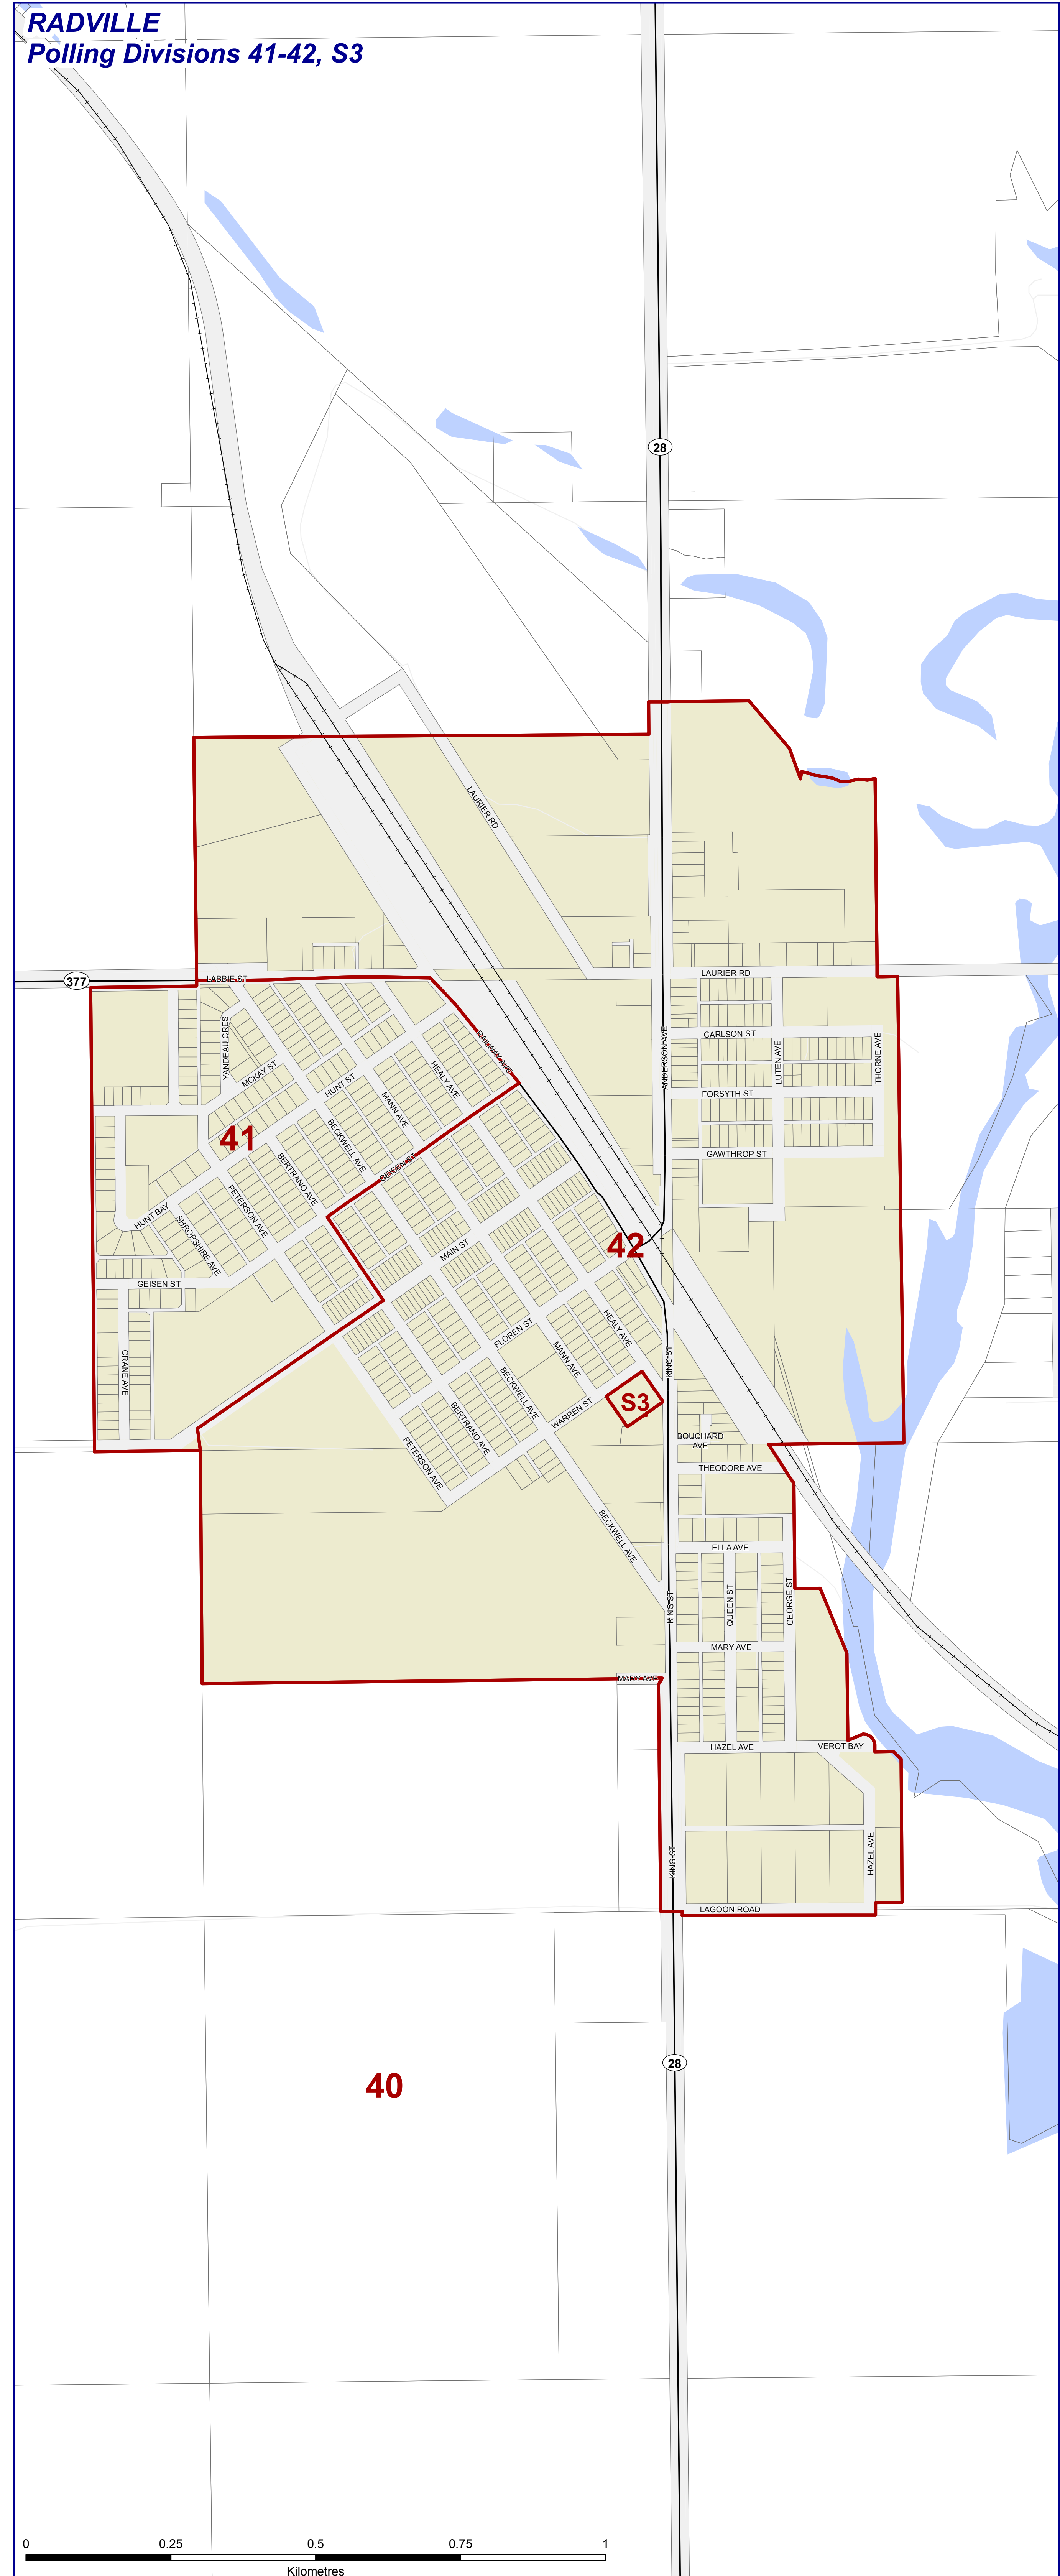 RADVILLE
Polling Divisions 41-42, S3
28
LAURIER RD
LAURIER RD
377
LABBIE ST
YANDEAU CRES
MCKAY ST
HUNT ST
HEALY AVE
RAILWAY AVE
ANDERSON AVE
CARLSON ST
LUTEN AVE
THORNE AVE
FORSYTH ST
GAWTHROP ST
41
MANN AVE
BECKWELL AVE
BERTRANO AVE
PETERSON AVE
SHROPSHIRE AVE
HUNT BAY
GEISEN ST
GEISEN ST
CRANE AVE
MAIN ST
42
FLOREN ST
HEALY AVE
MANN AVE
KING ST
BECKWELL AVE
WARREN ST
S3
BERTRANO AVE
PETERSON AVE
BOUCHARD
AVE
THEODORE AVE
BECKWELL AVE
ELLA AVE
KING ST
QUEEN ST
GEORGE ST
MARY AVE
MARY AVE
HAZEL AVE
VEROT BAY
KING ST
HAZEL AVE
LAGOON ROAD
28
40
0 0.25 0.5 0.75 1
Kilometres